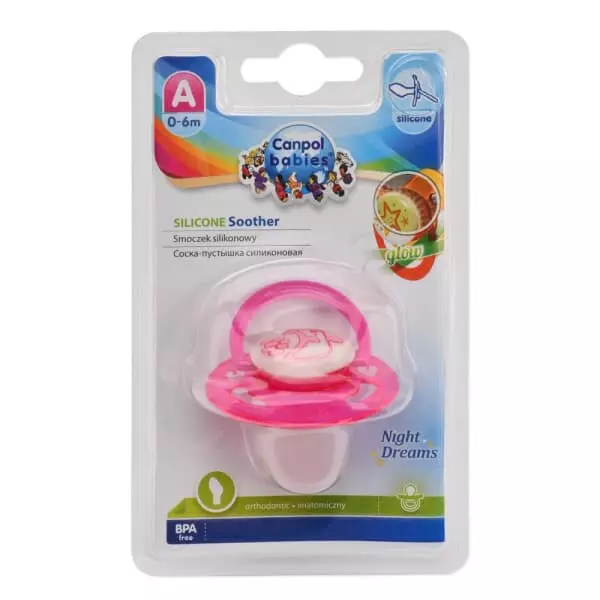 A
0-6m
Canpol
babies
silicone
SILICONE Soother
Smoczek silikonowy
Соска-пустышка силиконовая
glow
Night
Dreams
orthodontic • anatomiczny
BPA
free